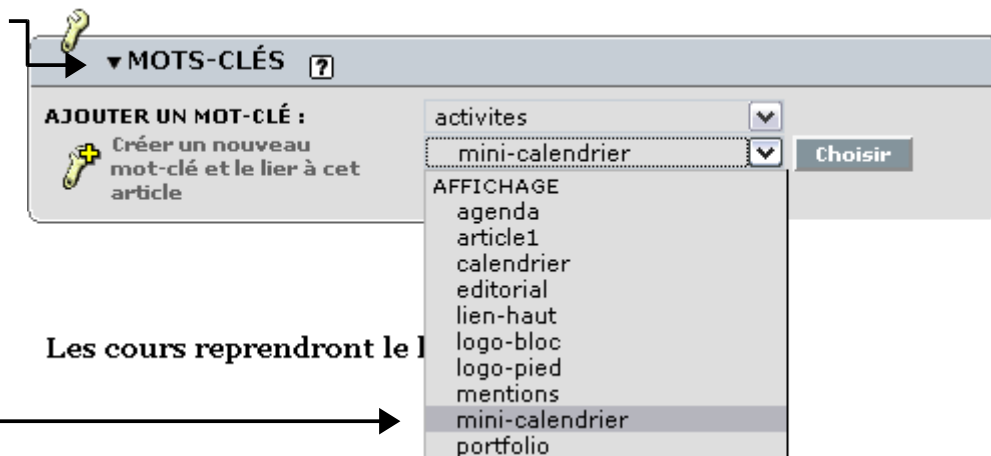 MOTS-CLÉS ?
AJOUTER UN MOT-CLÉ :
activites
Créer un nouveau
mot-clé et le lier à cet
article
mini-calendrier
Choisir
AFFICHAGE
agenda
article1
calendrier
editorial
lien-haut
logo-bloc
logo-pied
mentions
mini-calendrier
portfolio
Les cours reprendront le